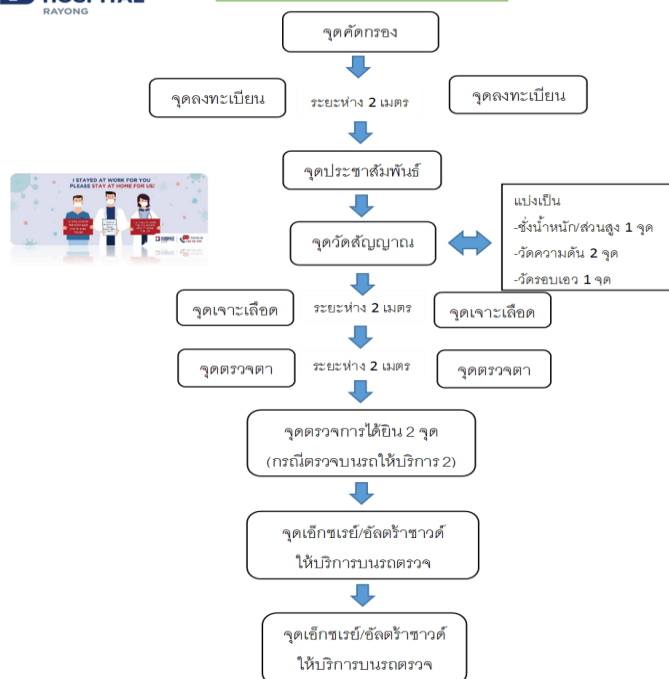 HOSPITAL
RAYONG
จุดคัดกรอง
จุดลงทะเบียน
ระยะห่าง 2 เมตร
จุดลงทะเบียน
จุดประชาสัมพันธ์
I STAYED AT WORK FOR YOU
PLEASE STAY AT HOME FOR US!
จุดวัดสัญญาณ
แบ่งเป็น
-ชั่งน้ำหนัก/ส่วนสูง 1 จุด
-วัดความดัน 2 จุด
-วัดรอบเอว 1 จุด
จุดเจาะเลือด
ระยะห่าง 2 เมตร
จุดเจาะเลือด
จุดตรวจตา
ระยะห่าง 2 เมตร
จุดตรวจตา
จุดตรวจการได้ยิน 2 จุด
(กรณีตรวจบนรถให้บริการ 2)
จุดเอ็กซเรย์/อัลตร้าซาวด์
ให้บริการบนรถตรวจ
จุดเอ็กซเรย์/อัลตร้าซาวด์
ให้บริการบนรถตรวจ